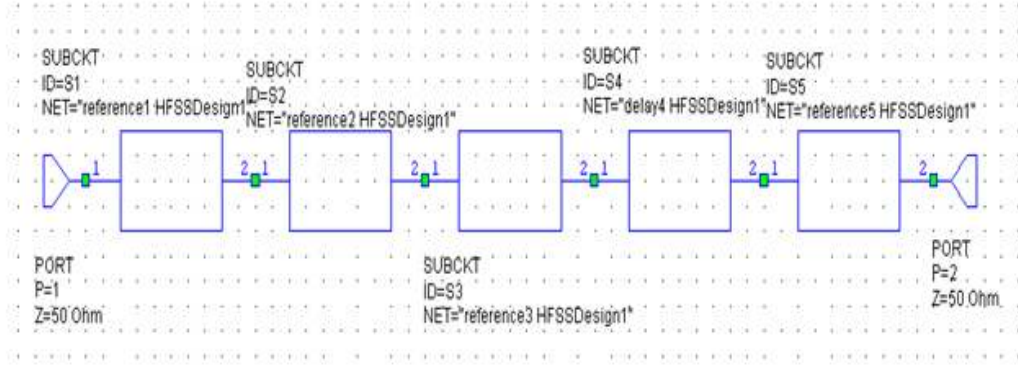 SUBCKT
ID=S1
NET="reference1 HFSSDesign1"
SUBCKT
ID=S2
NET="reference2 HFSSDesign1"
SUBCKT
ID=S4
NET="delay4 HFSSDesign1"
SUBCKT
ID=S5
NET="reference5 HFSSDesign1"
1
2 1
2 1
2 1
2 1
2
PORT
P=1
Z=50 Ohm
SUBCKT
ID=S3
NET="reference3 HFSSDesign1"
PORT
P=2
Z=50 Ohm